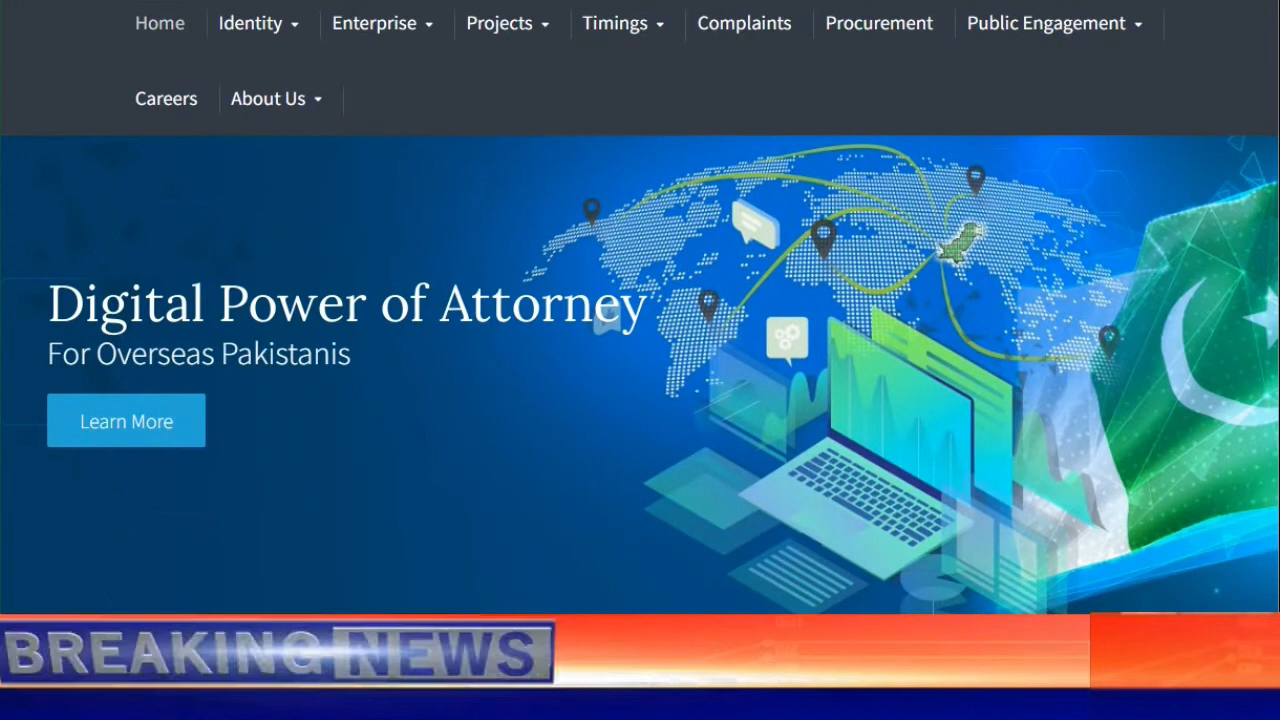 Home Identity Enterprise Projects Timings Complaints Procurement Public Engagement
Careers About Us
Digital Power of Attorney
For Overseas Pakistanis
Learn More
BREAKING NEWS